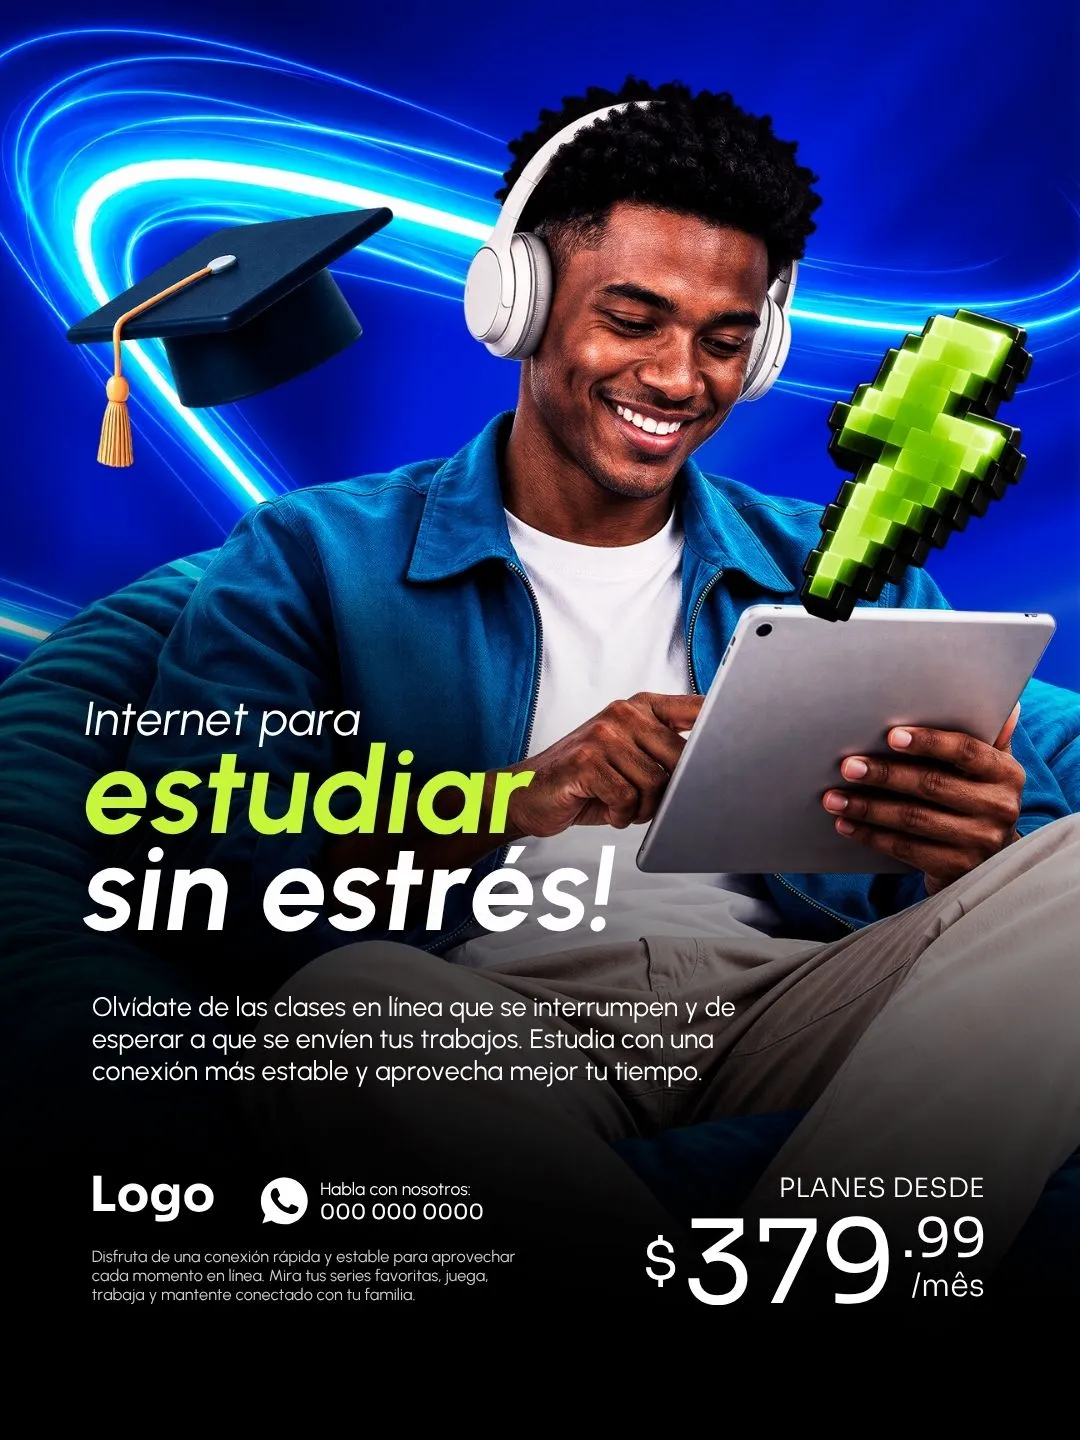 Internet para
estudiar
sin estrés!
Olvídate de las clases en línea que se interrumpen y de
esperar a que se envíen tus trabajos. Estudia con una
conexión más estable y aprovecha mejor tu tiempo.
Logo
Habla con nosotros:
000 000 0000
Disfruta de una conexión rápida y estable para aprovechar
cada momento en línea. Mira tus series favoritas, juega,
trabaja y mantente conectado con tu familia.
PLANES DESDE
$379.99
/mês